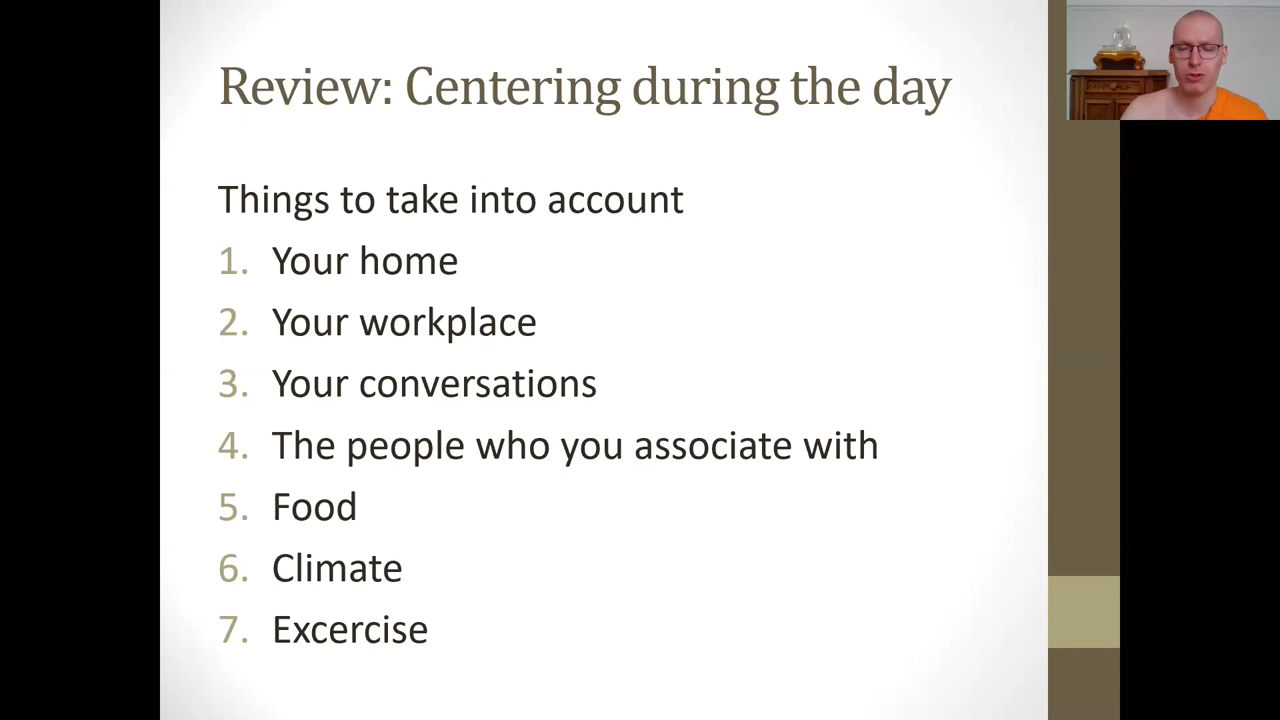 Review: Centering during the day
Things to take into account
1. Your home
2. Your workplace
3. Your conversations
4. The people who you associate with
5. Food
6. Climate
7. Excercise